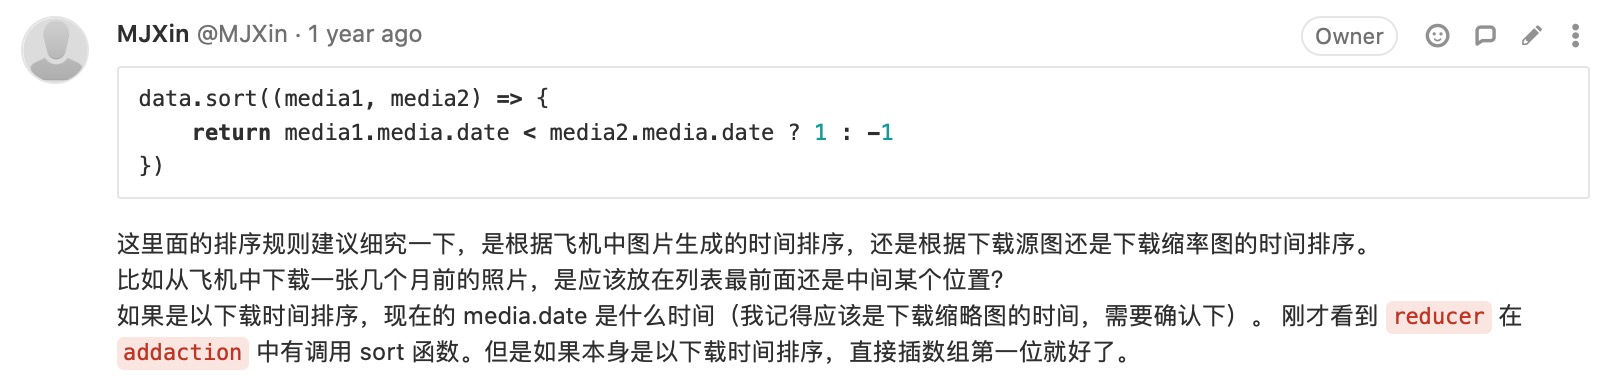 MJXin @MJXin · 1 year ago
Owner
data.sort((media1, media2) => {
    return media1.media.date < media2.media.date ? 1 : -1
})
这里面的排序规则建议细究一下，是根据飞机中图片生成的时间排序，还是根据下载源图还是下载缩率图的时间排序。
比如从飞机中下载一张几个月前的照片，是应该放在列表最前面还是中间某个位置?
如果是以下载时间排序，现在的 media.date 是什么时间（我记得应该是下载缩略图的时间，需要确认下）。 刚才看到 reducer 在
addaction 中有调用 sort 函数。但是如果本身是以下载时间排序，直接插数组第一位就好了。